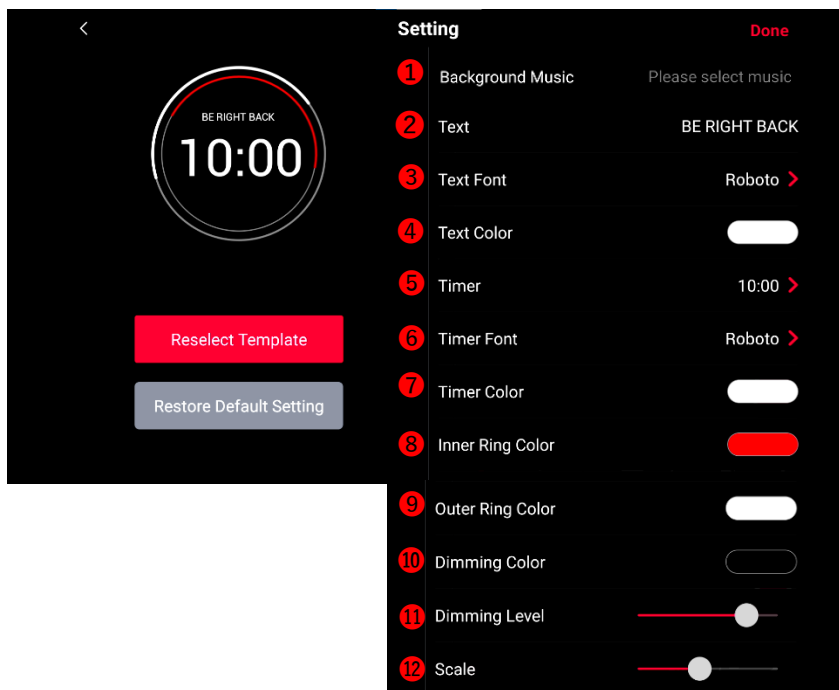 BE RIGHT BACK
10:00
Reselect Template
Restore Default Setting
Setting Done
1 Background Music Please select music
2 Text BE RIGHT BACK
3 Text Font Roboto
4 Text Color
5 Timer 10:00
6 Timer Font Roboto
7 Timer Color
8 Inner Ring Color
9 Outer Ring Color
10 Dimming Color
11 Dimming Level
12 Scale